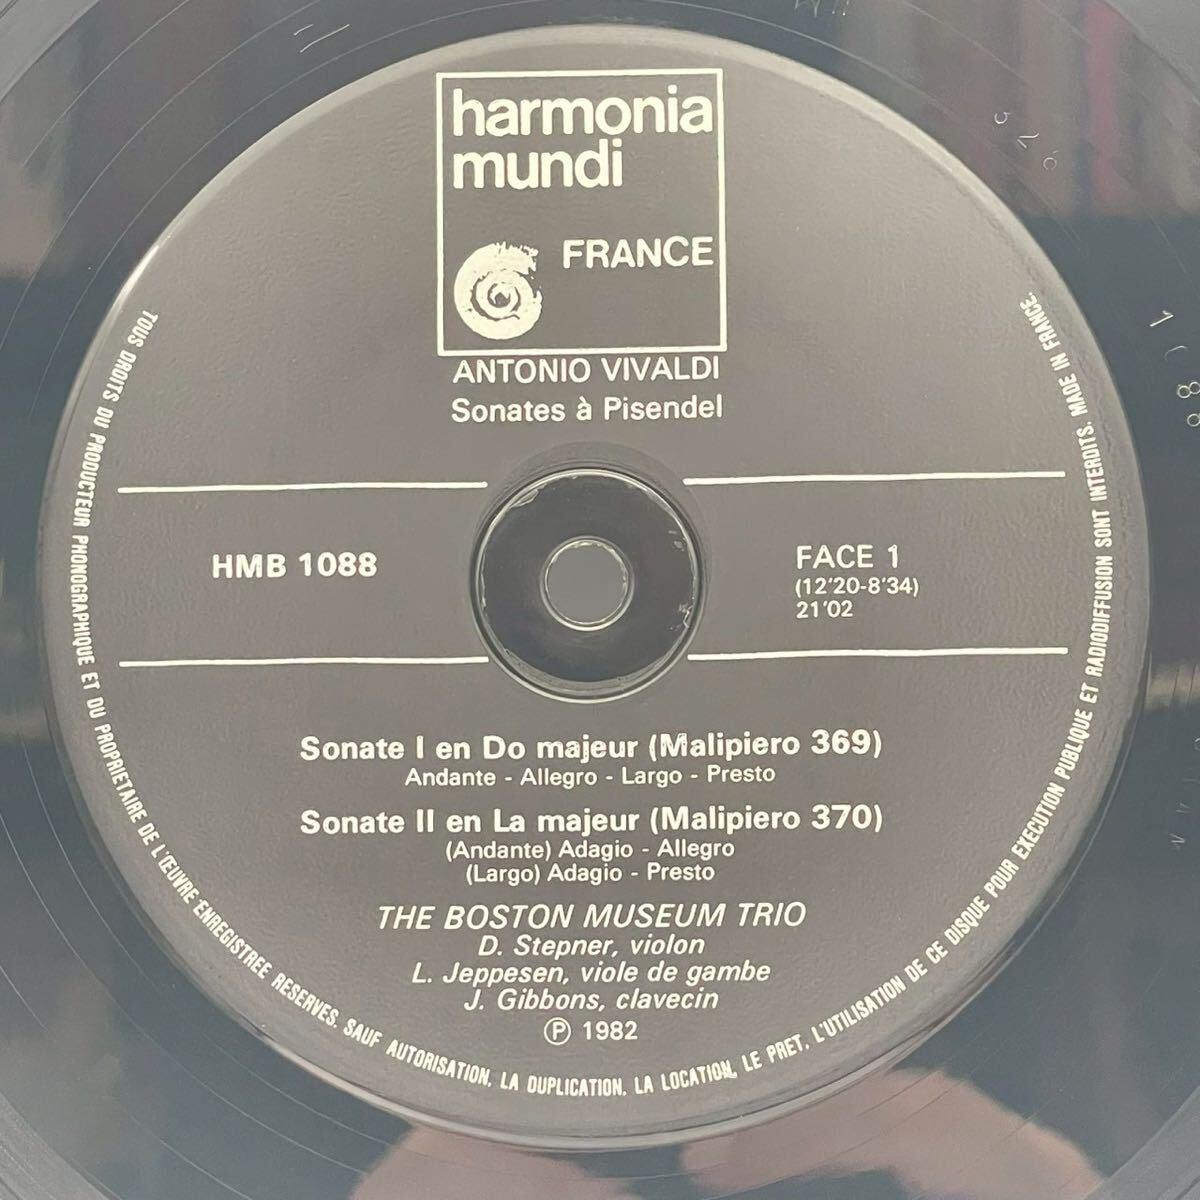 harmonia
mundi
FRANCE
ANTONIO VIVALDI
Sonates à Pisendel
HMB 1088
FACE 1
(12'20-8'34)
21'02
Sonate I en Do majeur (Malipiero 369)
Andante - Allegro - Largo - Presto
Sonate II en La majeur (Malipiero 370)
(Andante) Adagio - Allegro
(Largo) Adagio - Presto
THE BOSTON MUSEUM TRIO
D. Stepner, violon
L. Jeppesen, viole de gambe
J. Gibbons, clavecin
℗ 1982
TOUS DROITS DU PRODUCTEUR PHONOGRAPHIQUE ET DU PROPRIETAIRE DE L'ŒUVRE ENREGISTREE RESERVES. SAUF AUTORISATION, LA DUPLICATION, LA LOCATION, LE PRET, L'UTILISATION DE CE DISQUE POUR EXECUTION PUBLIQUE ET RADIODIFFUSION SONT INTERDITS. MADE IN FRANCE.